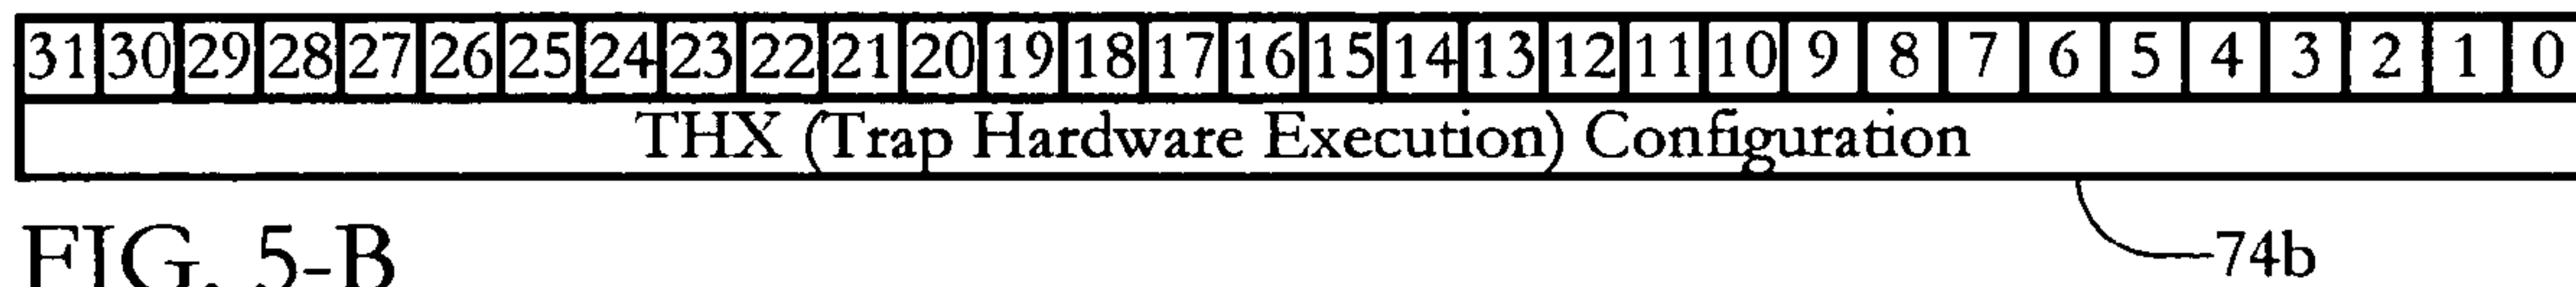 31 30 29 28 27 26 25 24 23 22 21 20 19 18 17 16 15 14 13 12 11 10 9 8 7 6 5 4 3 2 1 0
THX (Trap Hardware Execution) Configuration
74b
FIG. 5-B